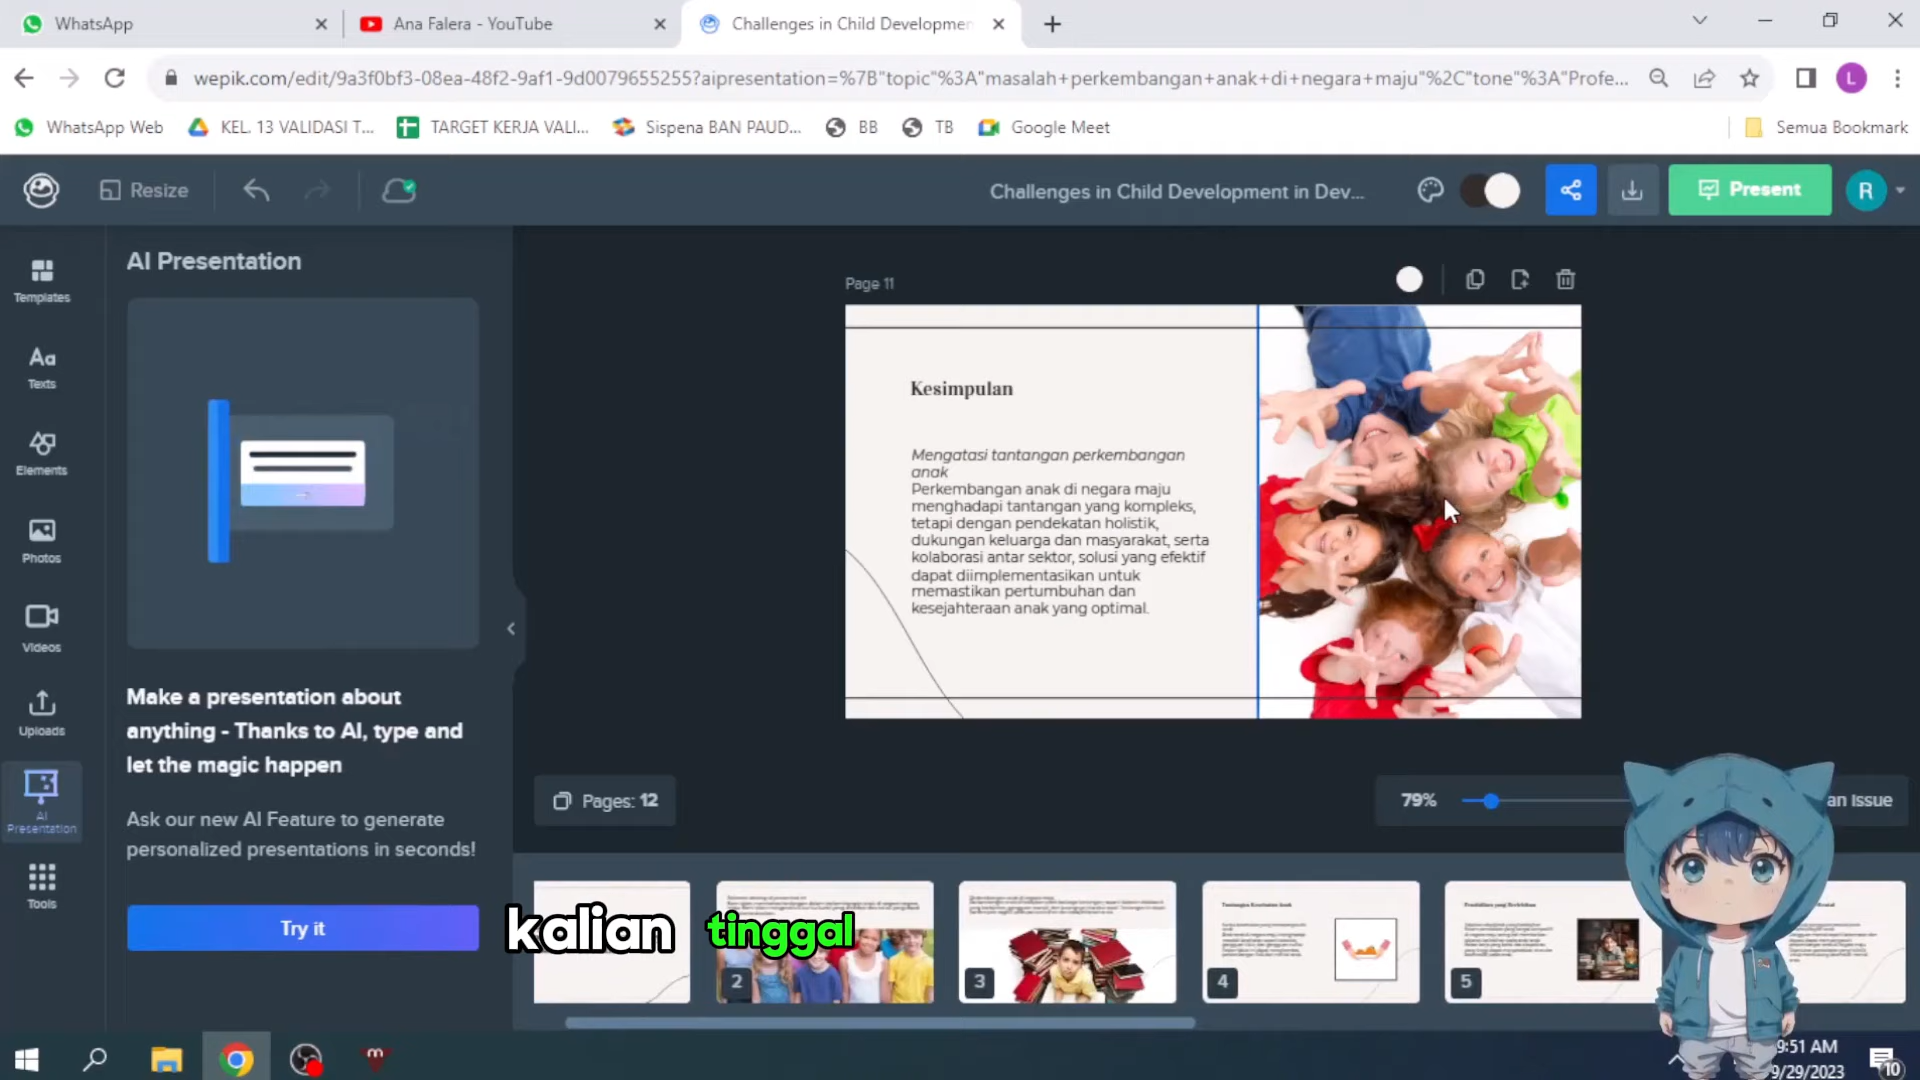 WhatsApp
Ana Falera - YouTube
Challenges in Child Developmen
wepik.com/edit/9a3f0bf3-08ea-48f2-9af1-9d0079655255?aipresentation=%7B"topic"%3A"masalah+perkembangan+anak+di+negara+maju"%2C"tone"%3A"Profe...
L
WhatsApp Web
KEL. 13 VALIDASI T...
TARGET KERJA VALI...
Sispena BAN PAUD...
BB
TB
Google Meet
Semua Bookmark
Resize
Challenges in Child Development in Dev...
Present
R
Templates
Texts
Elements
Photos
Videos
Uploads
AI
Presentation
Tools
AI Presentation
Make a presentation about
anything - Thanks to AI, type and
let the magic happen
Ask our new AI Feature to generate
personalized presentations in seconds!
Try it
Page 11
Kesimpulan
Mengatasi tantangan perkembangan
anak
Perkembangan anak di negara maju
menghadapi tantangan yang kompleks,
tetapi dengan pendekatan holistik,
dukungan keluarga dan masyarakat, serta
kolaborasi antar sektor, solusi yang efektif
dapat diimplementasikan untuk
memastikan pertumbuhan dan
kesejahteraan anak yang optimal.
Pages: 12
79%
an Issue
kalian tinggal
2
3
4
5
9:51 AM
9/29/2023
10